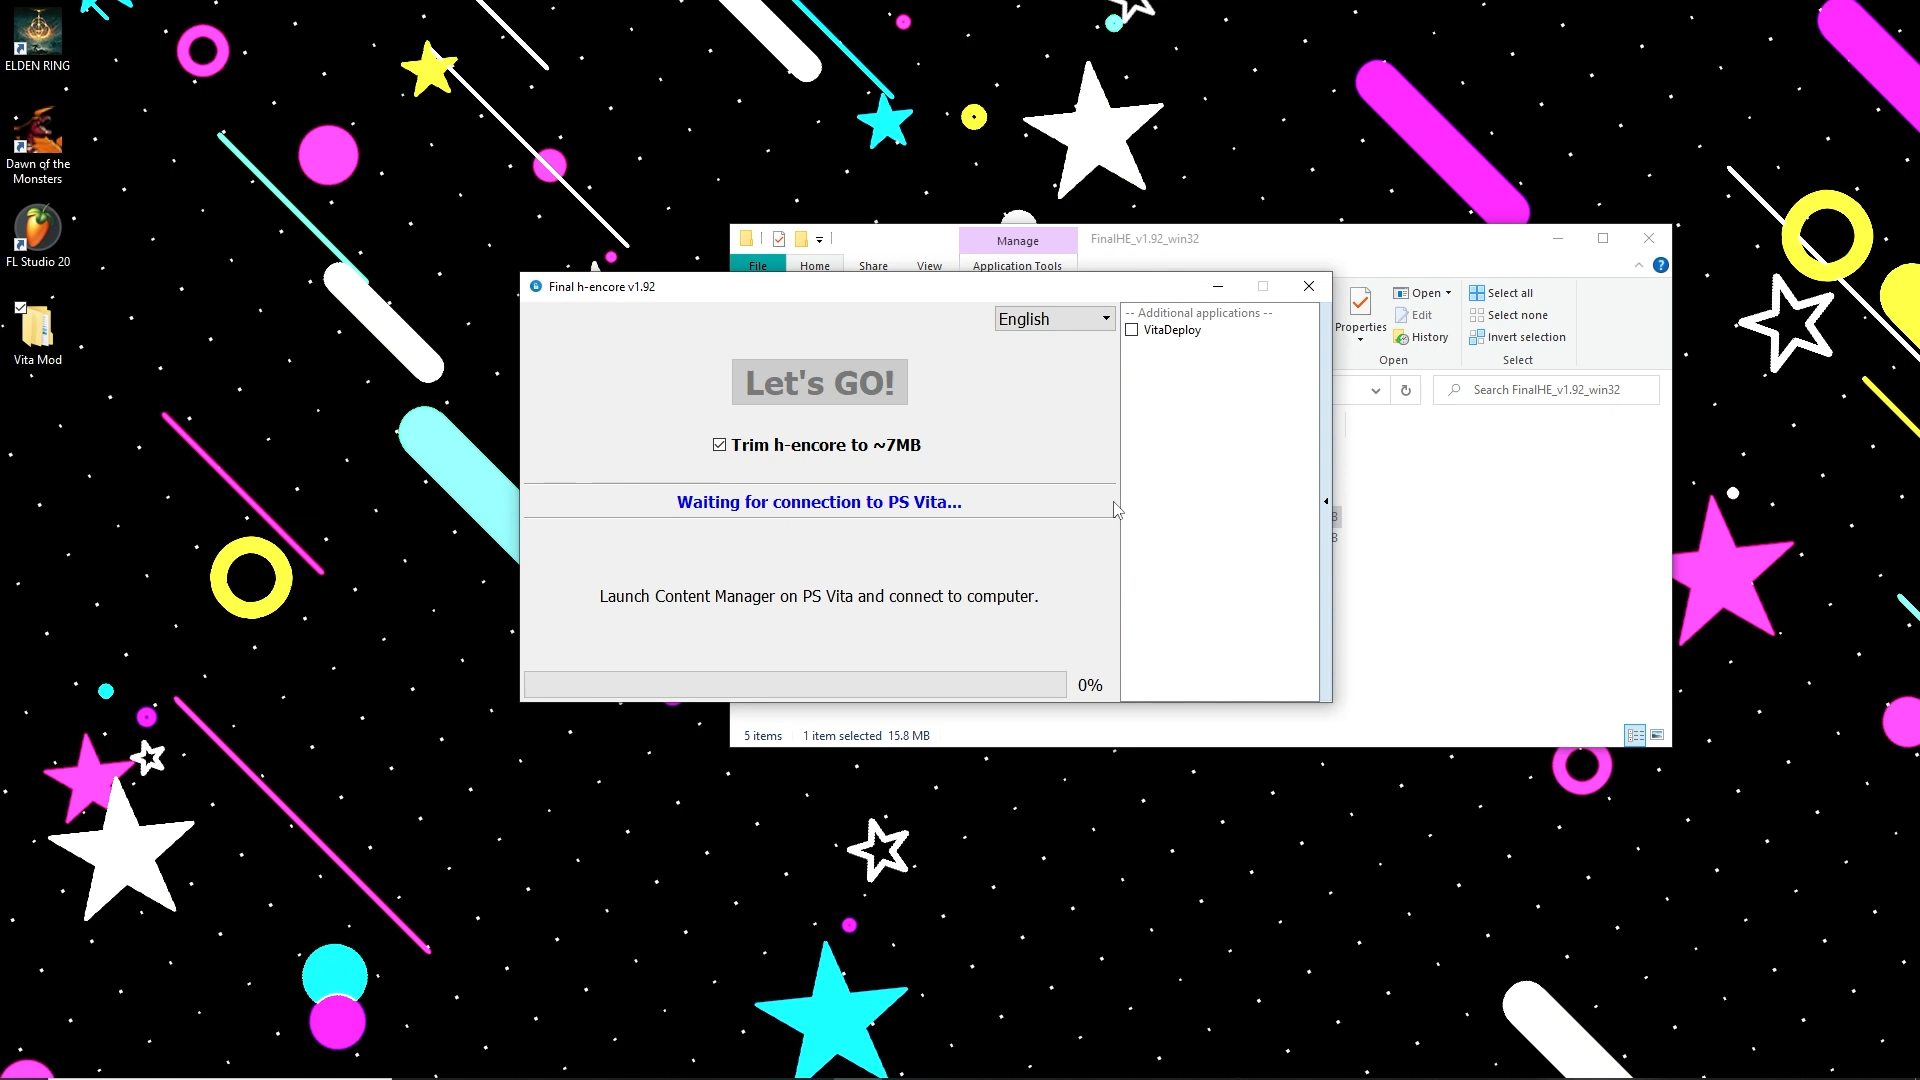 ELDEN RING
Dawn of the
Monsters
FL Studio 20
Vita Mod
Manage
FinalHE_v1.92_win32
File
Home
Share
View
Application Tools
Final h-encore v1.92
English
Let's GO!
Trim h-encore to ~7MB
Waiting for connection to PS Vita...
Launch Content Manager on PS Vita and connect to computer.
0%
-- Additional applications --
VitaDeploy
Properties
Open
Edit
History
Open
Select all
Select none
Invert selection
Select
Search FinalHE_v1.92_win32
5 items
1 item selected 15.8 MB